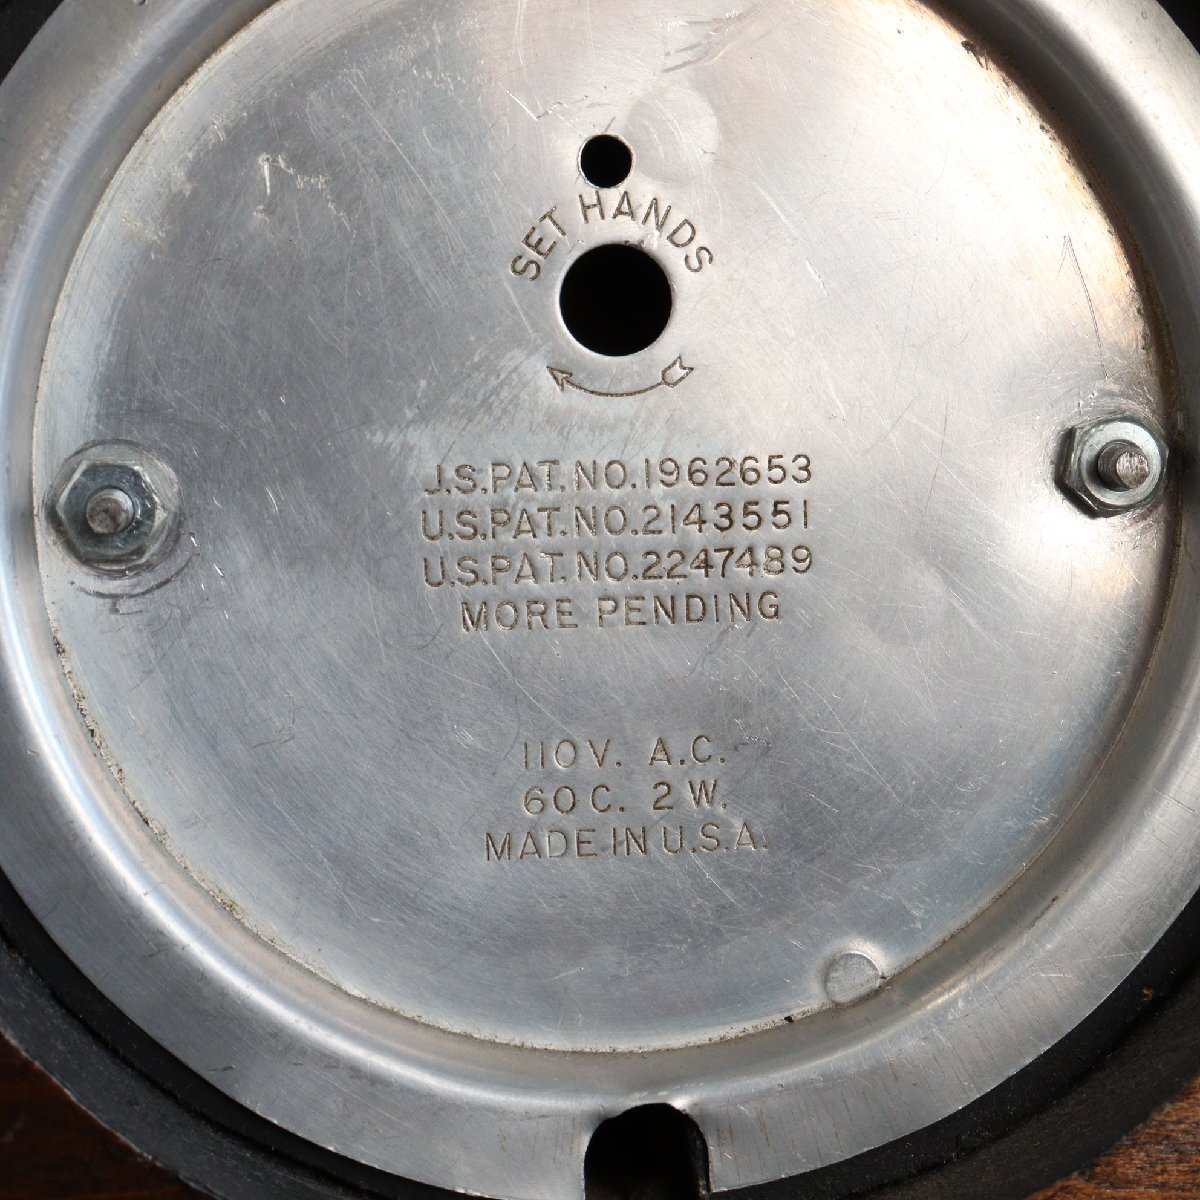 SET HANDS
J.S.PAT.NO.1962653
U.S.PAT.NO.2143551
U.S.PAT.NO.2247489
MORE PENDING
110V. A.C.
60C. 2W.
MADE IN U.S.A.